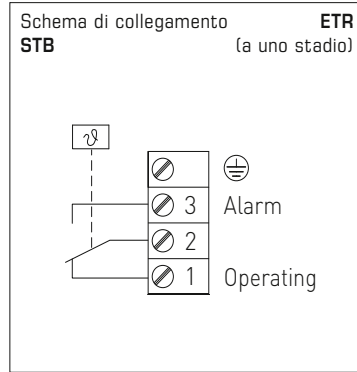 Schema di collegamento ETR
STB (a uno stadio)
ϑ
3 Alarm
2
1 Operating